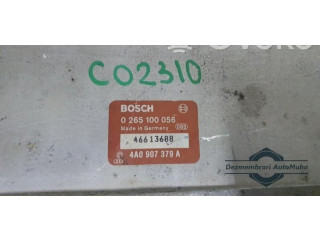 C02310
BOSCH
0 265 100 056
Made in Germany
46613688
4A0 907 379 A
Dezmembrari AutoMuha